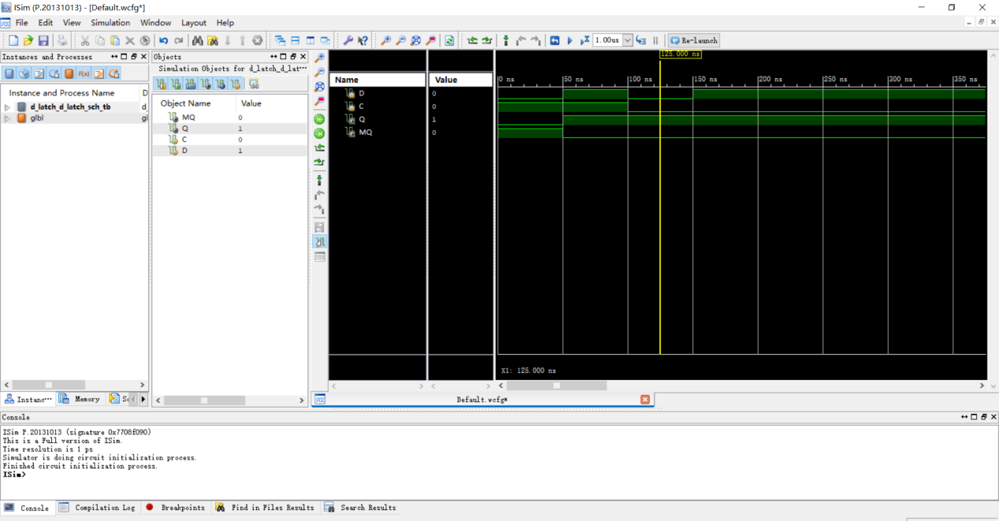 ISim (P.20131013) - [Default.wcfg*]
File Edit View Simulation Window Layout Help
1.00us Re-launch
Instances and Processes
Instance and Process Name D
d_latch_d_latch_sch_tb d_
glbl gl
Instanc··· Memory
Objects
Simulation Objects for d_latch_d_lat···
Object Name Value
MQ 0
Q 1
C 0
D 1
Name Value
D 0
C 0
Q 1
MQ 0
125.000 ns
0 ns 50 ns 100 ns 150 ns 200 ns 250 ns 300 ns 350 ns
X1: 125.000 ns
Default.wcfg*
Console
ISim P.20131013 (signature 0x7708f090)
This is a Full version of ISim.
Time resolution is 1 ps
Simulator is doing circuit initialization process.
Finished circuit initialization process.
ISim>
Console Compilation Log Breakpoints Find in Files Results Search Results